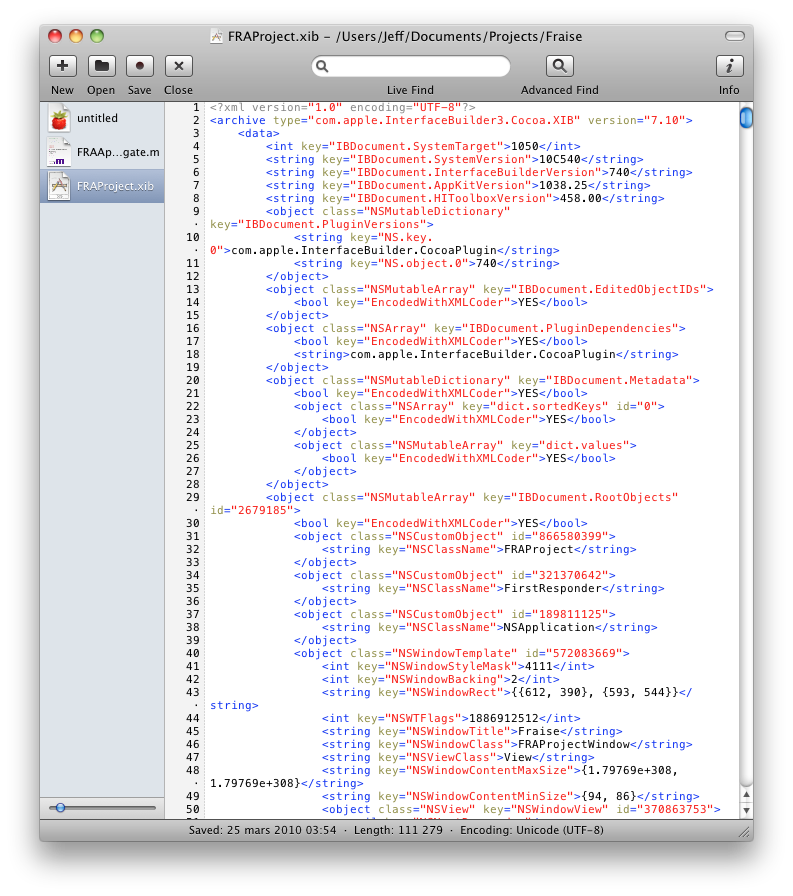 FRAProject.xib – /Users/Jeff/Documents/Projects/Fraise
New Open Save Close Live Find Advanced Find Info
untitled
FRAAp...gate.m
FRAProject.xib
1 <?xml version="1.0" encoding="UTF-8"?>
2 <archive type="com.apple.InterfaceBuilder3.Cocoa.XIB" version="7.10">
3 <data>
4 <int key="IBDocument.SystemTarget">1050</int>
5 <string key="IBDocument.SystemVersion">10C540</string>
6 <string key="IBDocument.InterfaceBuilderVersion">740</string>
7 <string key="IBDocument.AppKitVersion">1038.25</string>
8 <string key="IBDocument.HIToolboxVersion">458.00</string>
9 <object class="NSMutableDictionary"
· key="IBDocument.PluginVersions">
10 <string key="NS.key.
· 0">com.apple.InterfaceBuilder.CocoaPlugin</string>
11 <string key="NS.object.0">740</string>
12 </object>
13 <object class="NSMutableArray" key="IBDocument.EditedObjectIDs">
14 <bool key="EncodedWithXMLCoder">YES</bool>
15 </object>
16 <object class="NSArray" key="IBDocument.PluginDependencies">
17 <bool key="EncodedWithXMLCoder">YES</bool>
18 <string>com.apple.InterfaceBuilder.CocoaPlugin</string>
19 </object>
20 <object class="NSMutableDictionary" key="IBDocument.Metadata">
21 <bool key="EncodedWithXMLCoder">YES</bool>
22 <object class="NSArray" key="dict.sortedKeys" id="0">
23 <bool key="EncodedWithXMLCoder">YES</bool>
24 </object>
25 <object class="NSMutableArray" key="dict.values">
26 <bool key="EncodedWithXMLCoder">YES</bool>
27 </object>
28 </object>
29 <object class="NSMutableArray" key="IBDocument.RootObjects"
· id="2679185">
30 <bool key="EncodedWithXMLCoder">YES</bool>
31 <object class="NSCustomObject" id="866580399">
32 <string key="NSClassName">FRAProject</string>
33 </object>
34 <object class="NSCustomObject" id="321370642">
35 <string key="NSClassName">FirstResponder</string>
36 </object>
37 <object class="NSCustomObject" id="189811125">
38 <string key="NSClassName">NSApplication</string>
39 </object>
40 <object class="NSWindowTemplate" id="572083669">
41 <int key="NSWindowStyleMask">4111</int>
42 <int key="NSWindowBacking">2</int>
43 <string key="NSWindowRect">{{612, 390}, {593, 544}}</
· string>
44 <int key="NSWTFlags">1886912512</int>
45 <string key="NSWindowTitle">Fraise</string>
46 <string key="NSWindowClass">FRAProjectWindow</string>
47 <string key="NSViewClass">View</string>
48 <string key="NSWindowContentMaxSize">{1.79769e+308,
· 1.79769e+308}</string>
49 <string key="NSWindowContentMinSize">{94, 86}</string>
50 <object class="NSView" key="NSWindowView" id="370863753">
Saved: 25 mars 2010 03:54 · Length: 111 279 · Encoding: Unicode (UTF-8)